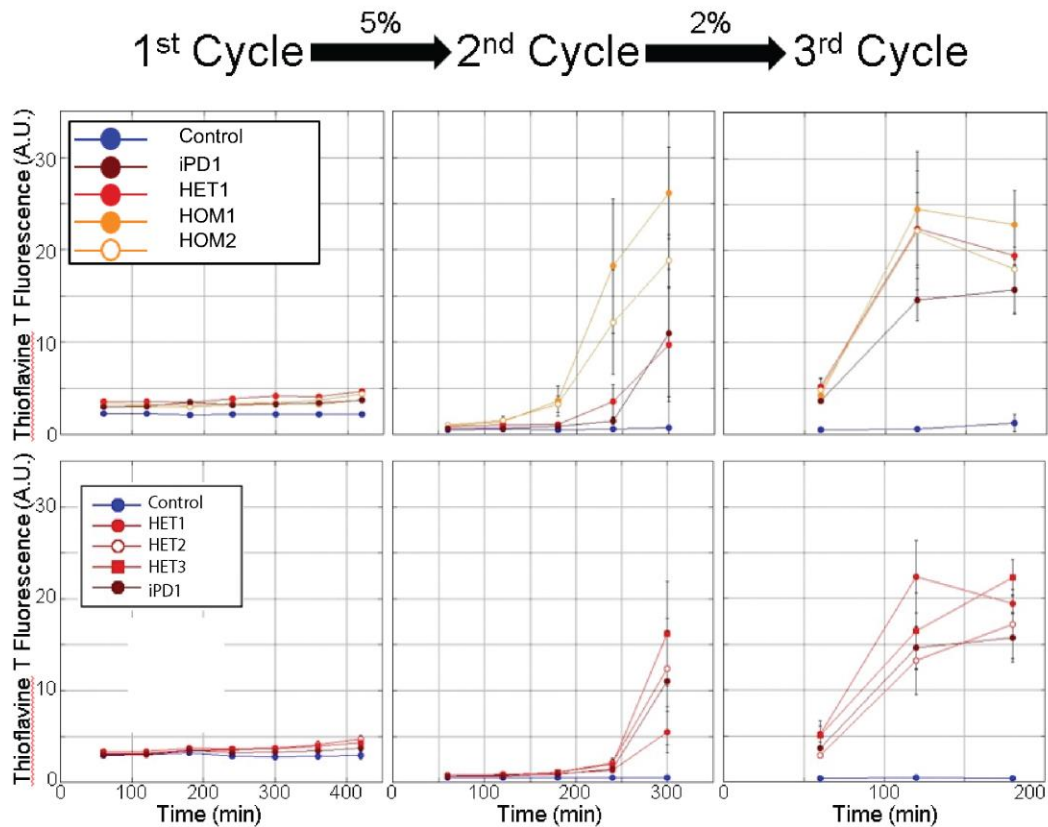 5%
2%
1st Cycle
2nd Cycle
3rd Cycle
Thioflavine T Fluorescence (A.U.)
30
20
10
0
Control
iPD1
HET1
HOM1
HOM2
Thioflavine T Fluorescence (A.U.)
30
20
10
0
Control
HET1
HET2
HET3
iPD1
0 100 200 300 400
0 100 200 300
0 100 200
Time (min)
Time (min)
Time (min)